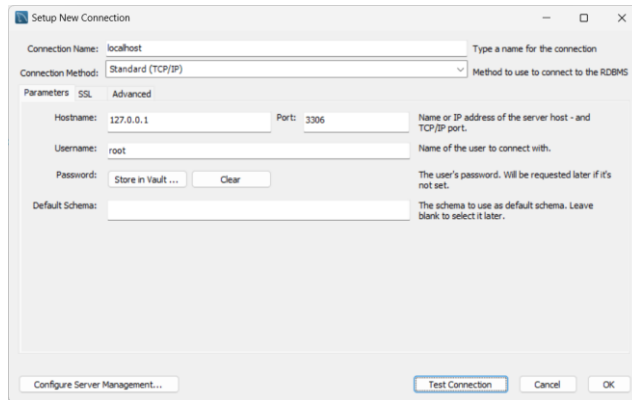 Setup New Connection
Connection Name: localhost Type a name for the connection
Connection Method: Standard (TCP/IP) Method to use to connect to the RDBMS
Parameters SSL Advanced
Hostname: 127.0.0.1 Port: 3306 Name or IP address of the server host - and
TCP/IP port.
Username: root Name of the user to connect with.
Password: Store in Vault ... Clear The user's password. Will be requested later if it's
not set.
Default Schema: The schema to use as default schema. Leave
blank to select it later.
Configure Server Management... Test Connection Cancel OK